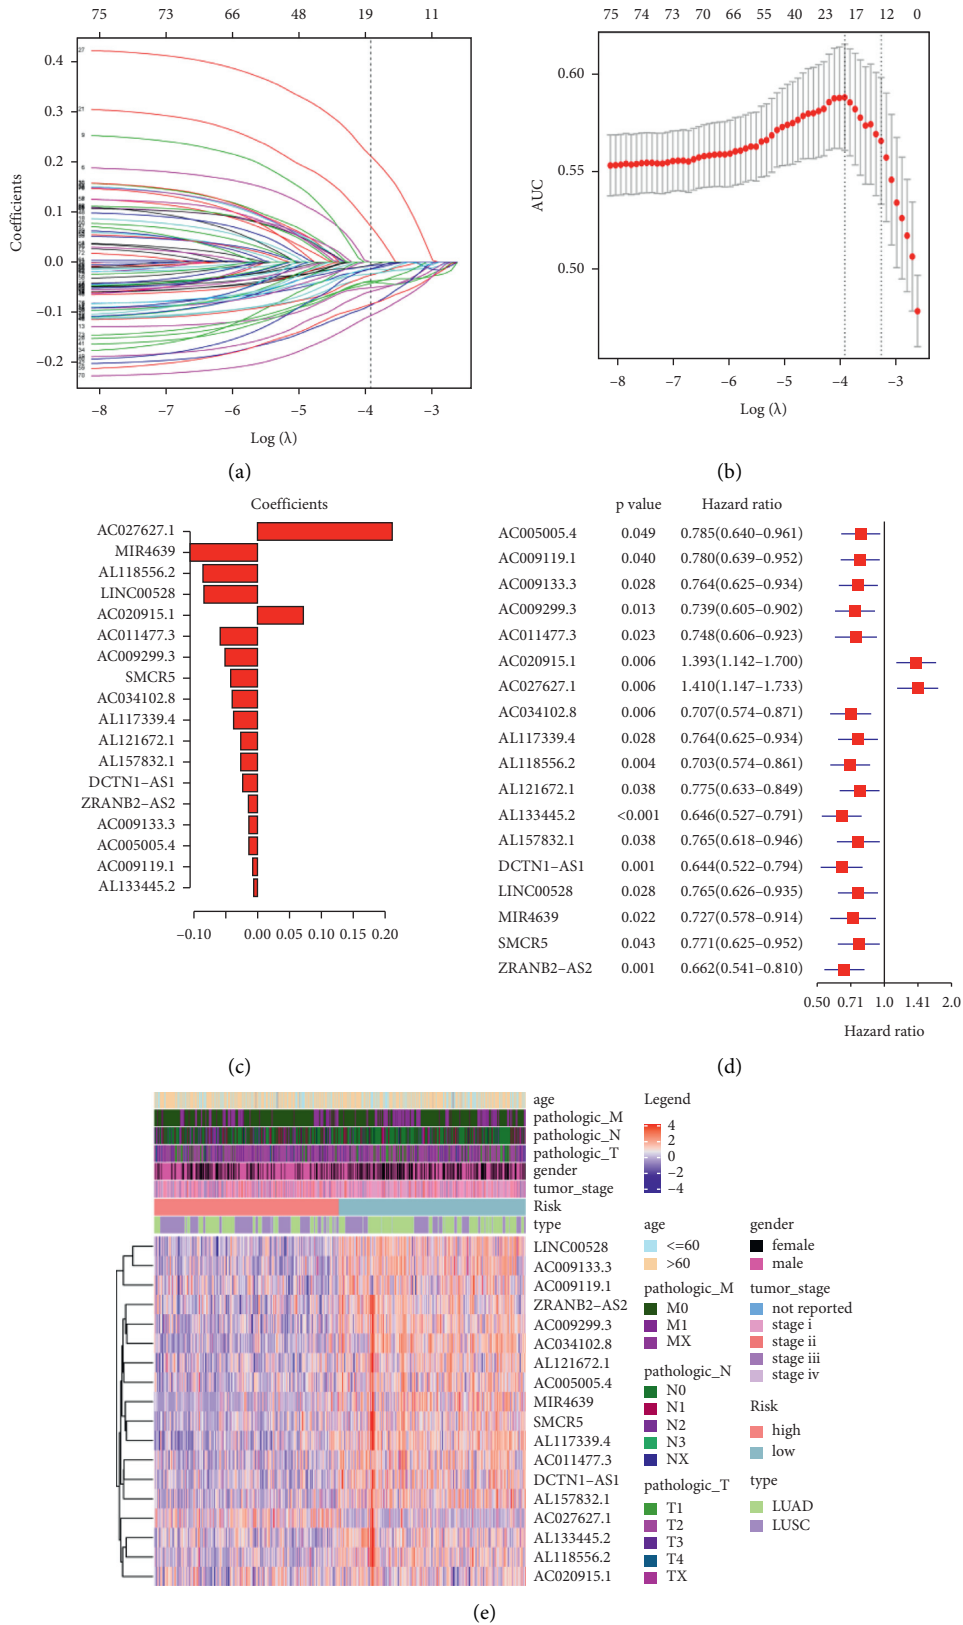 75 73 66 48 19 11
0.4
0.3
0.2
0.1
0.0
−0.1
−0.2
Coefficients
−8 −7 −6 −5 −4 −3
Log (λ)
(a)
75 74 73 70 66 55 40 23 17 12 0
0.60
0.55
0.50
AUC
−8 −7 −6 −5 −4 −3
Log (λ)
(b)
Coefficients
AC027627.1
MIR4639
AL118556.2
LINC00528
AC020915.1
AC011477.3
AC009299.3
SMCR5
AC034102.8
AL117339.4
AL121672.1
AL157832.1
DCTN1−AS1
ZRANB2−AS2
AC009133.3
AC005005.4
AC009119.1
AL133445.2
−0.10 0.00 0.05 0.10 0.15 0.20
(c)
p value Hazard ratio
AC005005.4 0.049 0.785(0.640−0.961)
AC009119.1 0.040 0.780(0.639−0.952)
AC009133.3 0.028 0.764(0.625−0.934)
AC009299.3 0.013 0.739(0.605−0.902)
AC011477.3 0.023 0.748(0.606−0.923)
AC020915.1 0.006 1.393(1.142−1.700)
AC027627.1 0.006 1.410(1.147−1.733)
AC034102.8 0.006 0.707(0.574−0.871)
AL117339.4 0.028 0.764(0.625−0.934)
AL118556.2 0.004 0.703(0.574−0.861)
AL121672.1 0.038 0.775(0.633−0.849)
AL133445.2 <0.001 0.646(0.527−0.791)
AL157832.1 0.038 0.765(0.618−0.946)
DCTN1−AS1 0.001 0.644(0.522−0.794)
LINC00528 0.028 0.765(0.626−0.935)
MIR4639 0.022 0.727(0.578−0.914)
SMCR5 0.043 0.771(0.625−0.952)
ZRANB2−AS2 0.001 0.662(0.541−0.810)
0.50 0.71 1.0 1.41 2.0
Hazard ratio
(d)
age
pathologic_M
pathologic_N
pathologic_T
gender
tumor_stage
Risk
type
LINC00528
AC009133.3
AC009119.1
ZRANB2−AS2
AC009299.3
AC034102.8
AL121672.1
AC005005.4
MIR4639
SMCR5
AL117339.4
AC011477.3
DCTN1−AS1
AL157832.1
AC027627.1
AL133445.2
AL118556.2
AC020915.1
Legend
4
2
0
−2
−4
age
<=60
>60
pathologic_M
M0
M1
MX
pathologic_N
N0
N1
N2
N3
NX
pathologic_T
T1
T2
T3
T4
TX
gender
female
male
tumor_stage
not reported
stage i
stage ii
stage iii
stage iv
Risk
high
low
type
LUAD
LUSC
(e)